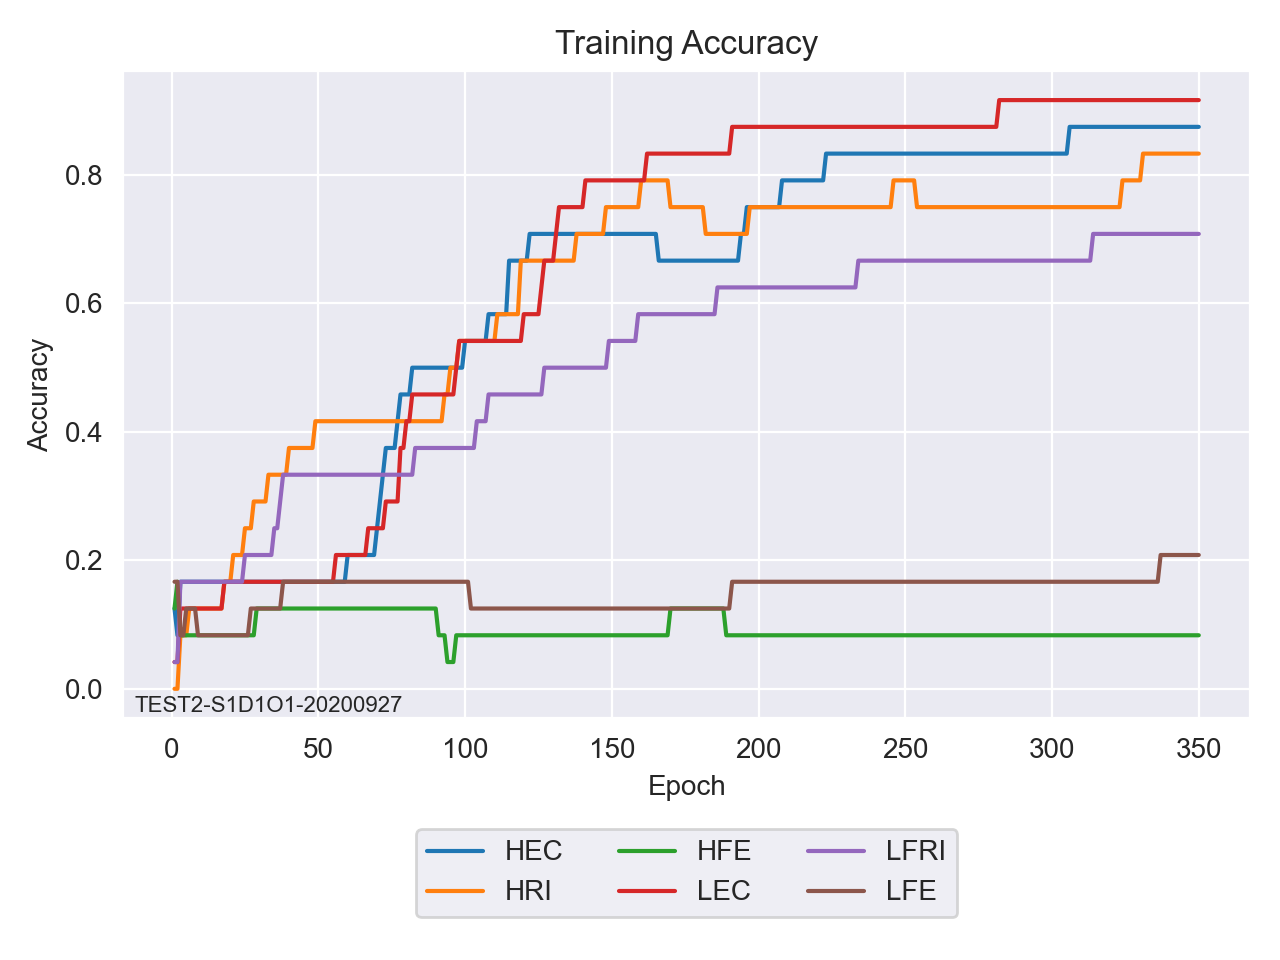 Training Accuracy
Accuracy
0.8
0.6
0.4
0.2
0.0
TEST2-S1D1O1-20200927
0 50 100 150 200 250 300 350
Epoch
HEC HFE LFRI
HRI LEC LFE